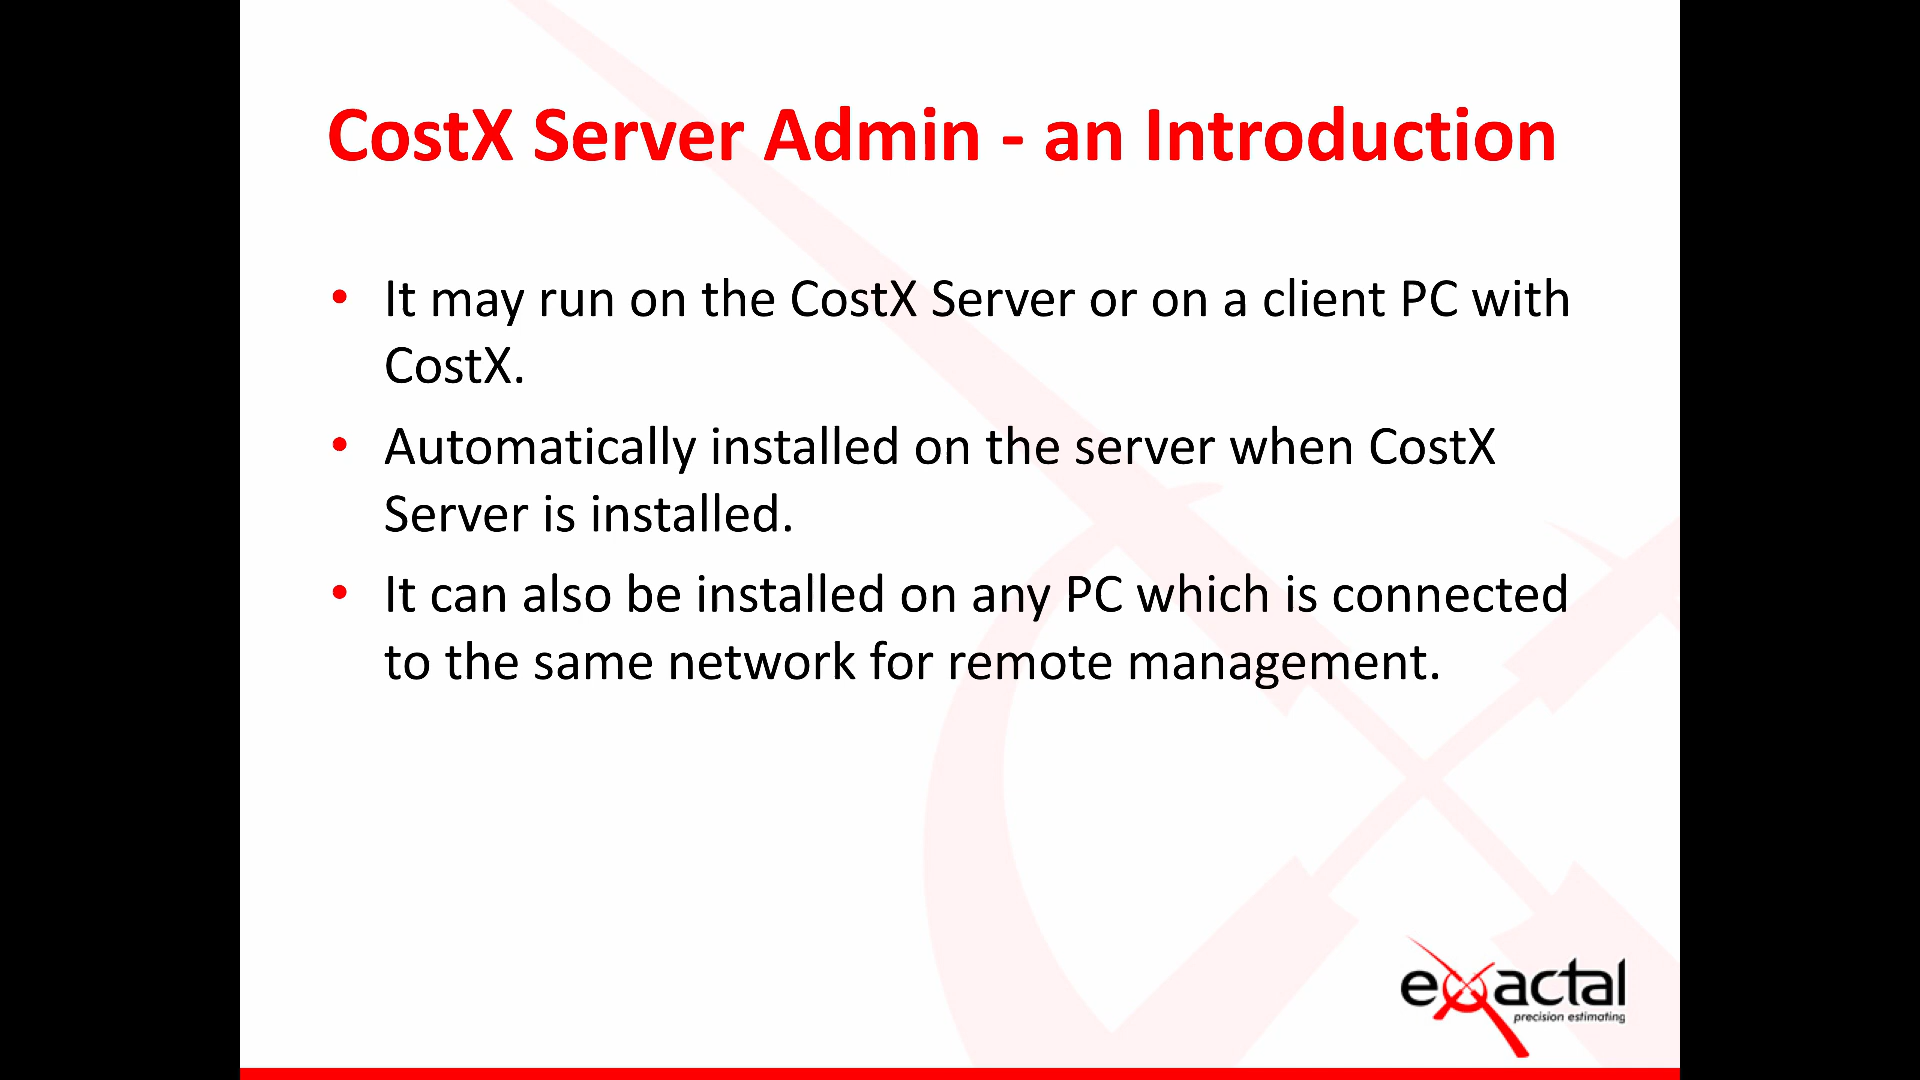 CostX Server Admin - an Introduction
• It may run on the CostX Server or on a client PC with
CostX.
• Automatically installed on the server when CostX
Server is installed.
• It can also be installed on any PC which is connected
to the same network for remote management.
exactal
precision estimating